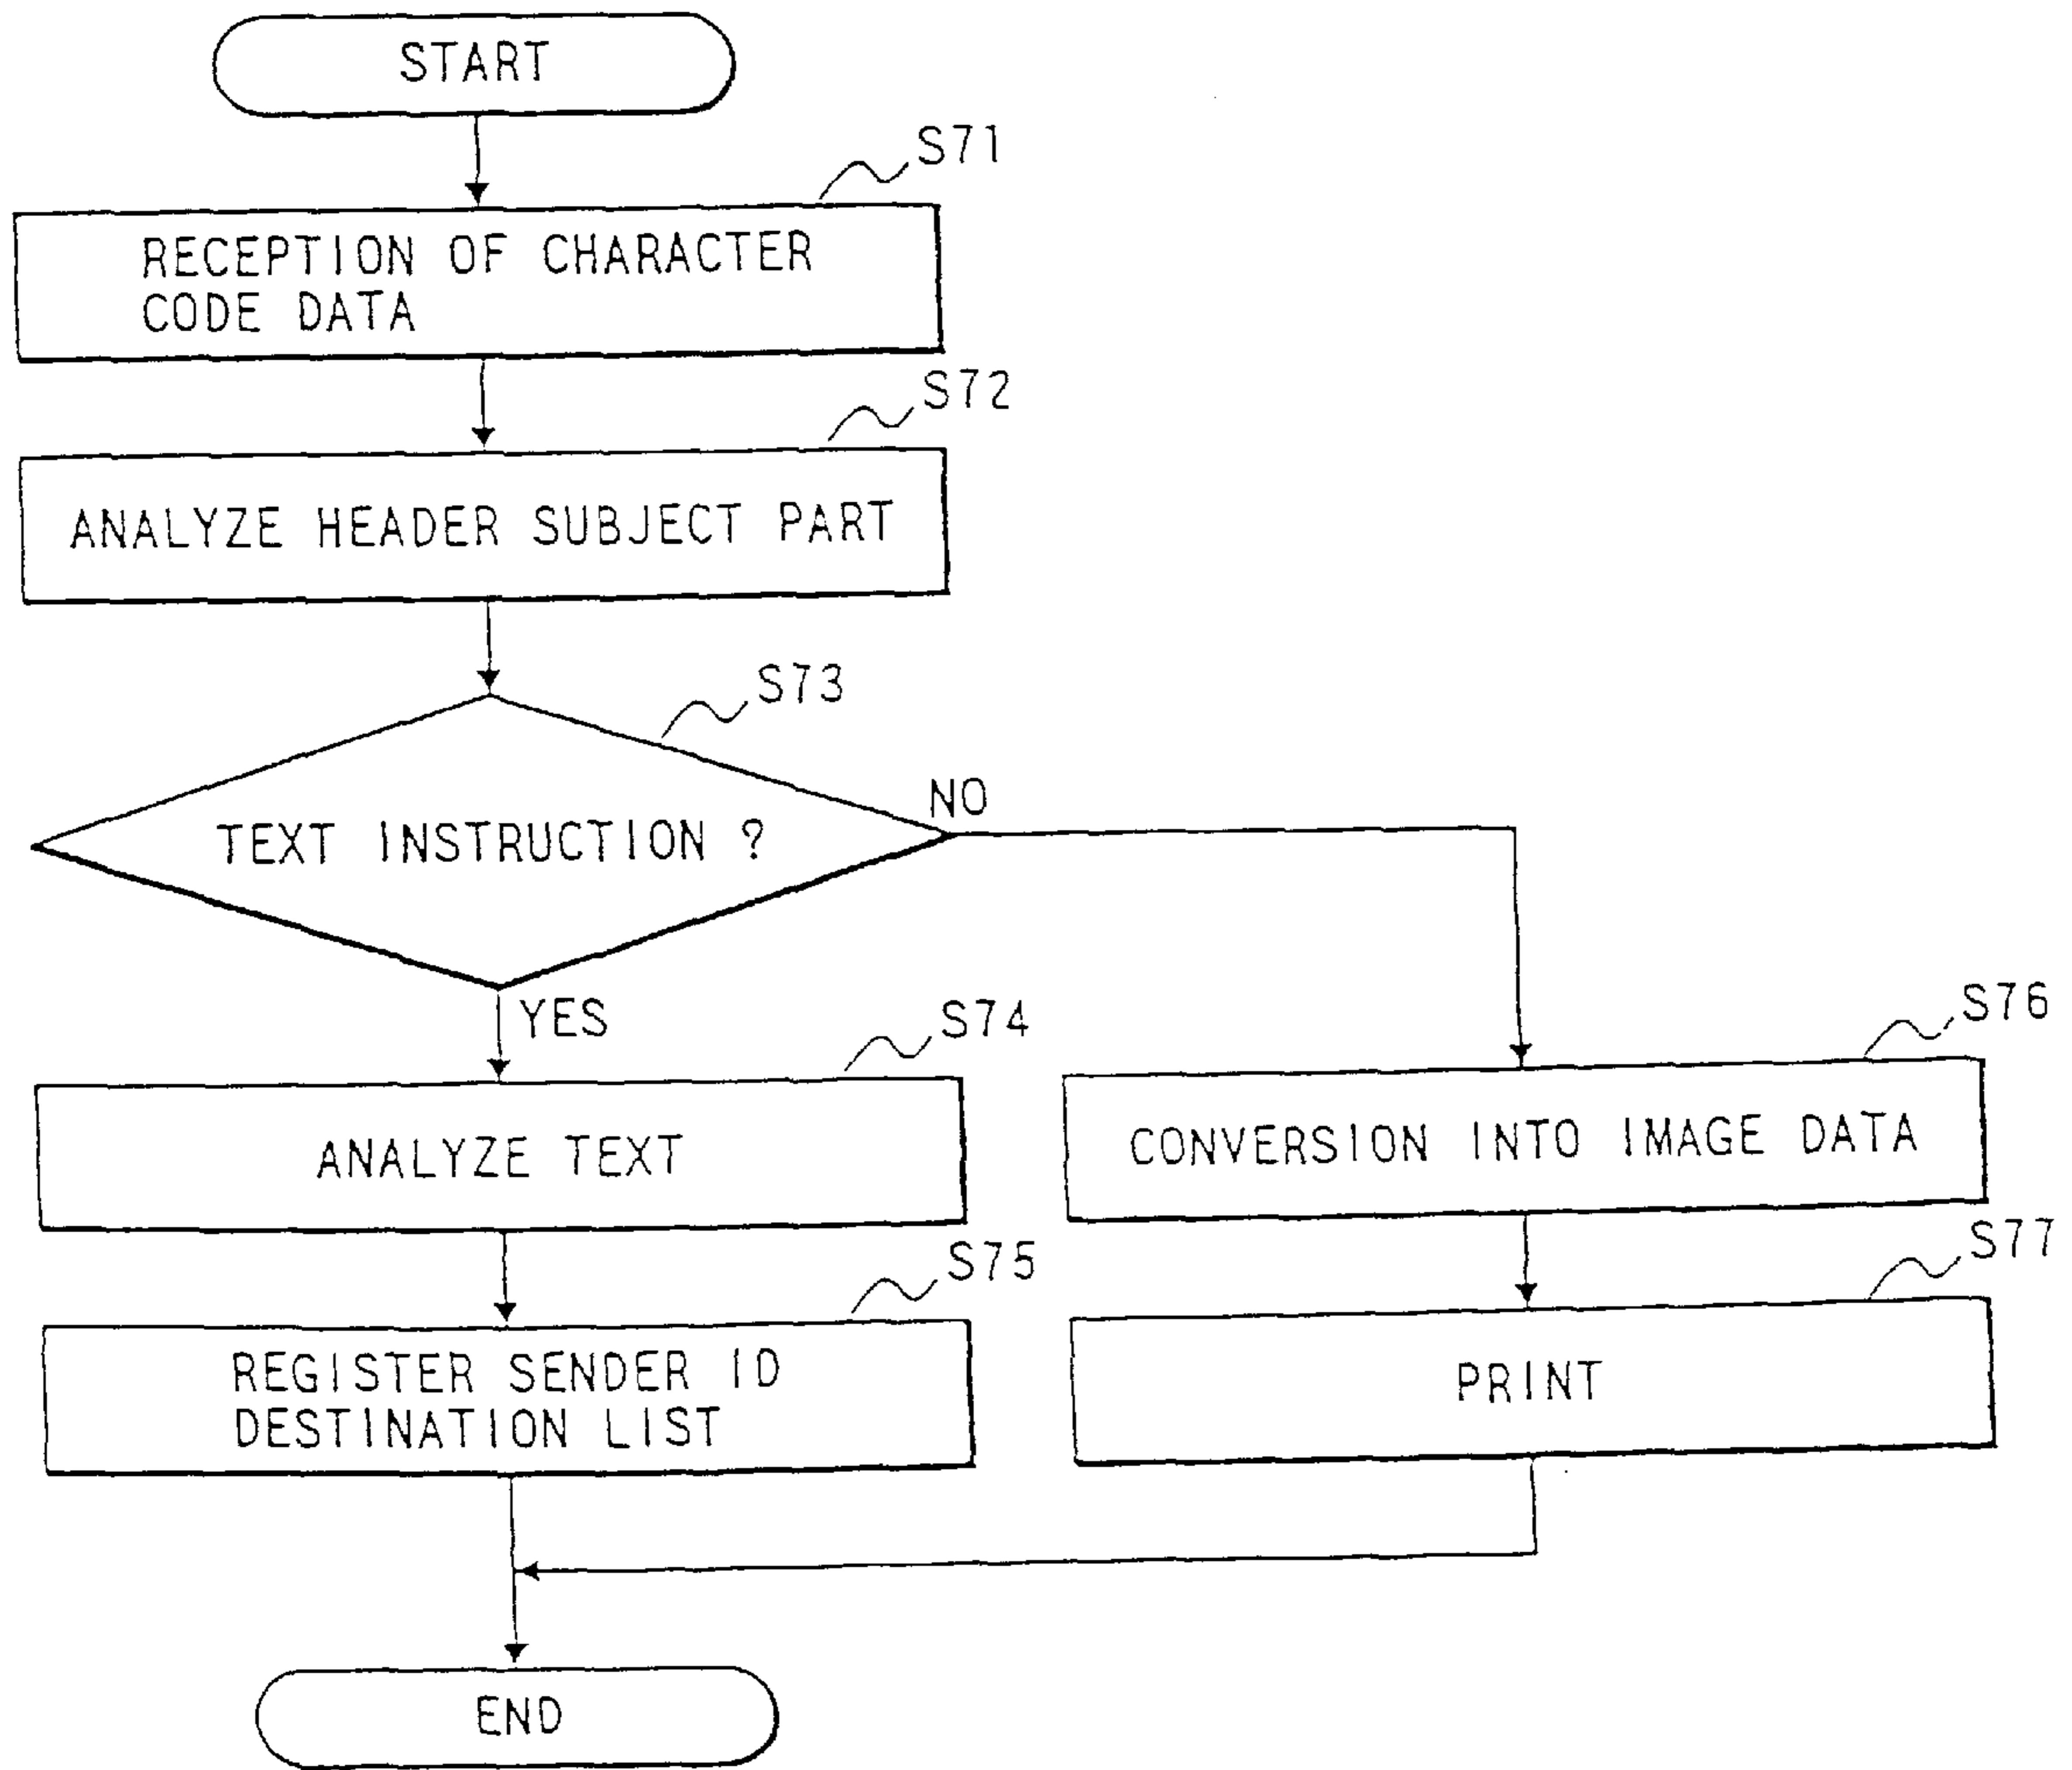 START
S71
RECEPTION OF CHARACTER
CODE DATA
S72
ANALYZE HEADER SUBJECT PART
S73
TEXT INSTRUCTION ?
NO
YES
S74
ANALYZE TEXT
S76
CONVERSION INTO IMAGE DATA
S75
REGISTER SENDER ID
DESTINATION LIST
S77
PRINT
END